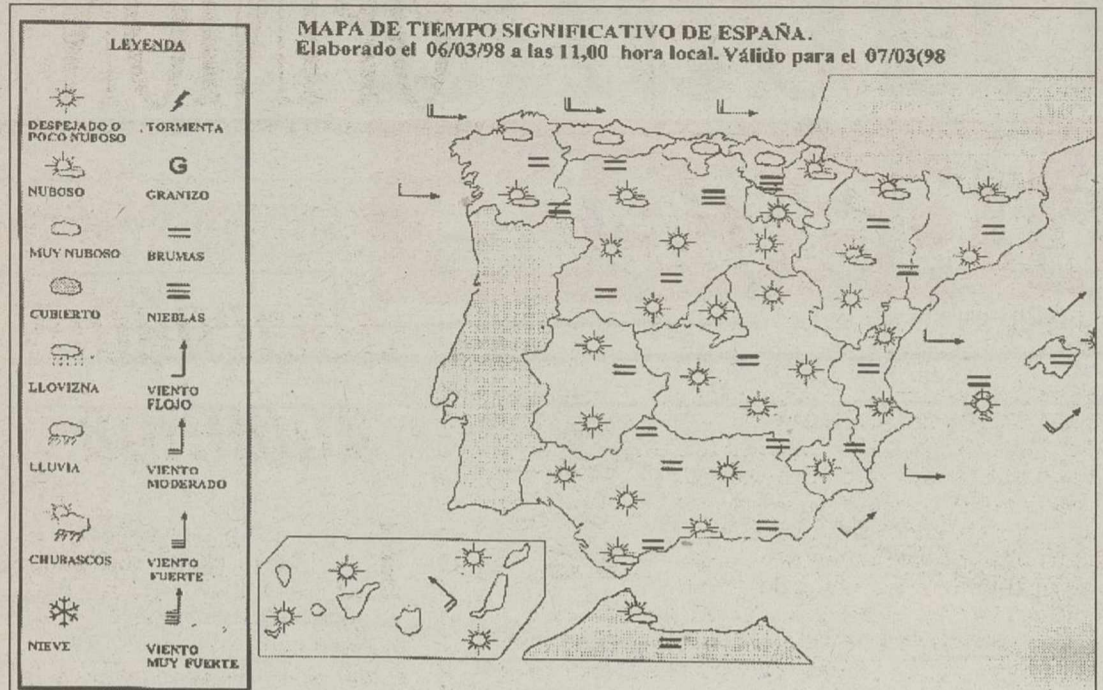 MAPA DE TIEMPO SIGNIFICATIVO DE ESPAÑA.
Elaborado el 06/03/98 a las 11,00 hora local. Válido para el 07/03(98
LEYENDA
DESPEJADO O
POCO NUBOSO
TORMENTA
G
NUBOSO
GRANIZO
MUY NUBOSO
BRUMAS
CUBIERTO
NIEBLAS
LLOVIZNA
VIENTO
FLOJO
LLUVIA
VIENTO
MODERADO
CHUBASCOS
VIENTO
FUERTE
NIEVE
VIENTO
MUY FUERTE